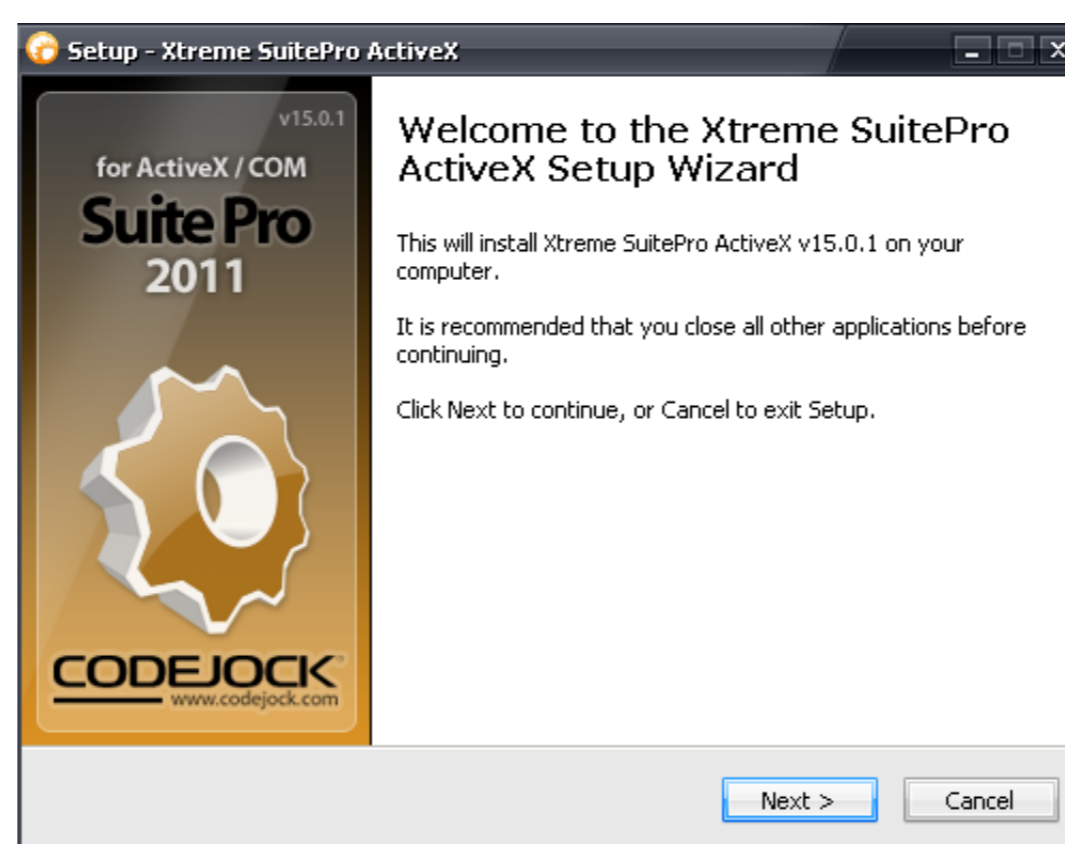 Setup - Xtreme SuitePro ActiveX
v15.0.1
for ActiveX / COM
Suite Pro
2011
CODEJOCK
www.codejock.com
Welcome to the Xtreme SuitePro
ActiveX Setup Wizard
This will install Xtreme SuitePro ActiveX v15.0.1 on your
computer.
It is recommended that you close all other applications before
continuing.
Click Next to continue, or Cancel to exit Setup.
Next >
Cancel